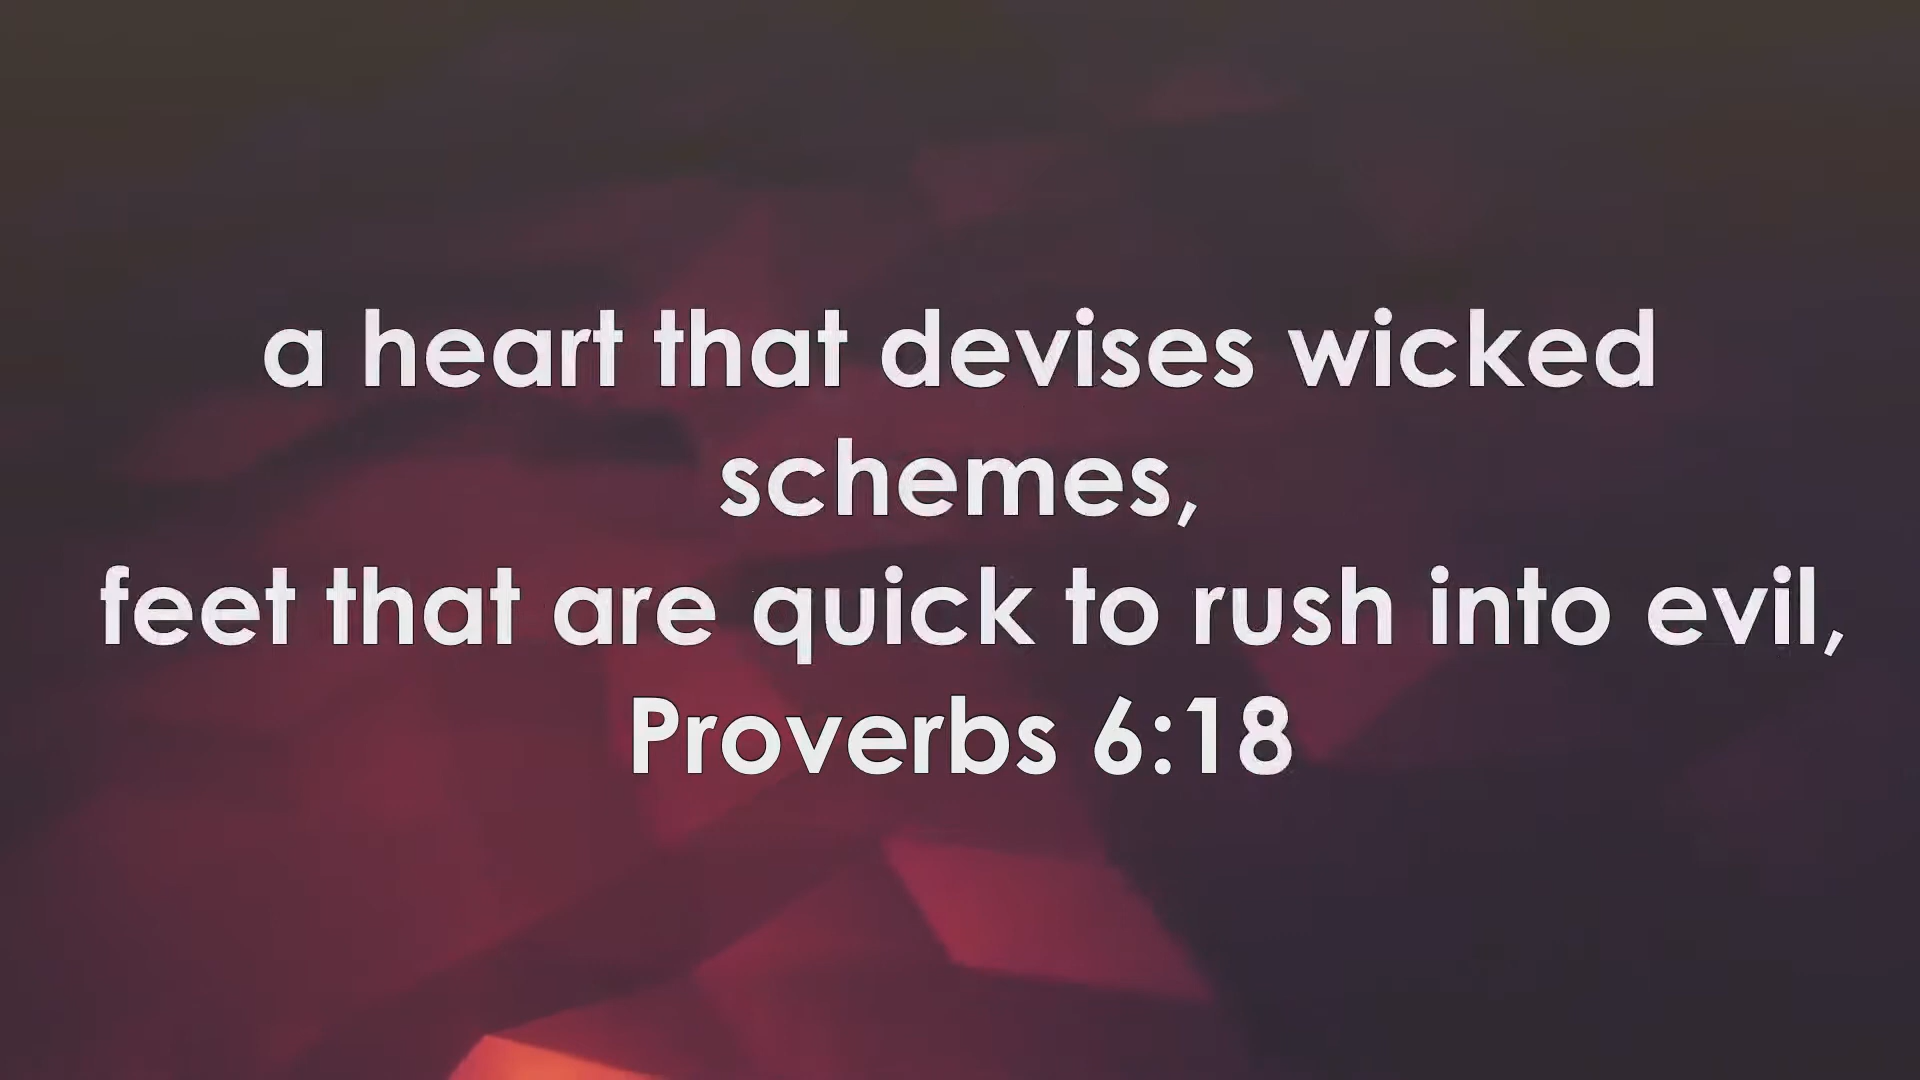 a heart that devises wicked
schemes,
feet that are quick to rush into evil,
Proverbs 6:18